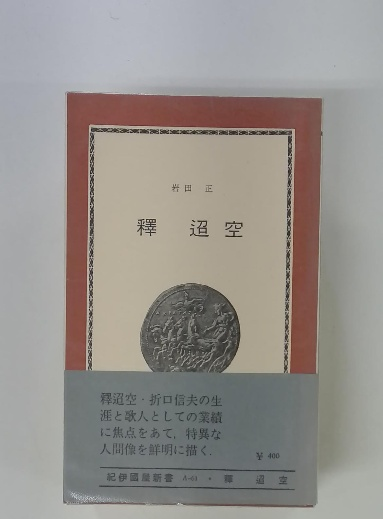 岩田 正
釋 迢 空
釋迢空・折口信夫の生
涯と歌人としての業績
に焦点をあて，特異な
人間像を鮮明に描く．
¥ 400
紀伊國屋新書 A-61 ・ 釋 迢 空